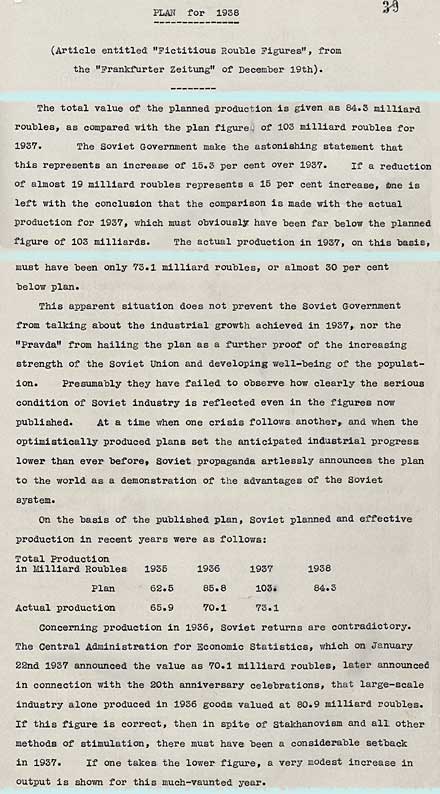 39
PLAN for 1938
(Article entitled "Fictitious Rouble Figures", from
the "Frankfurter Zeitung" of December 19th).
The total value of the planned production is given as 84.3 milliard
roubles, as compared with the plan figure of 103 milliard roubles for
1937. The Soviet Government make the astonishing statement that
this represents an increase of 15.3 per cent over 1937. If a reduction
of almost 19 milliard roubles represents a 15 per cent increase, one is
left with the conclusion that the comparison is made with the actual
production for 1937, which must obviously have been far below the planned
figure of 103 milliards. The actual production in 1937, on this basis,
must have been only 73.1 milliard roubles, or almost 30 per cent
below plan.
This apparent situation does not prevent the Soviet Government
from talking about the industrial growth achieved in 1937, nor the
"Pravda" from hailing the plan as a further proof of the increasing
strength of the Soviet Union and developing well-being of the populat-
ion. Presumably they have failed to observe how clearly the serious
condition of Soviet industry is reflected even in the figures now
published. At a time when one crisis follows another, and when the
optimistically produced plans set the anticipated industrial progress
lower than ever before, Soviet propaganda artlessly announces the plan
to the world as a demonstration of the advantages of the Soviet
system.
On the basis of the published plan, Soviet planned and effective
production in recent years were as follows:
Total Production
in Milliard Roubles 1935 1936 1937 1938
Plan 62.5 85.8 103. 84.3
Actual production 65.9 70.1 73.1
Concerning production in 1936, Soviet returns are contradictory.
The Central Administration for Economic Statistics, which on January
22nd 1937 announced the value as 70.1 milliard roubles, later announced
in connection with the 20th anniversary celebrations, that large-scale
industry alone produced in 1936 goods valued at 80.9 milliard roubles.
If this figure is correct, then in spite of Stakhanovism and all other
methods of stimulation, there must have been a considerable setback
in 1937. If one takes the lower figure, a very modest increase in
output is shown for this much-vaunted year.